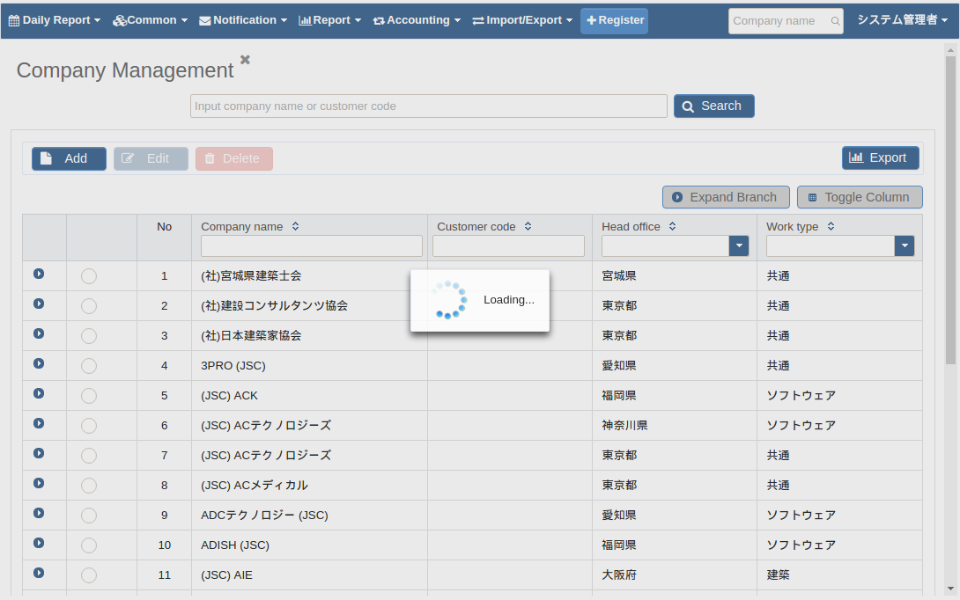 Daily Report Common Notification Report Accounting Import/Export Register Company name システム管理者
Company Management
Input company name or customer code Search
Add Edit Delete Export
Expand Branch Toggle Column
No Company name Customer code Head office Work type
1 (社)宮城県建築士会 宮城県 共通
Loading...
2 (社)建設コンサルタンツ協会 東京都 共通
3 (社)日本建築家協会 東京都 共通
4 3PRO (JSC) 愛知県 共通
5 (JSC) ACK 福岡県 ソフトウェア
6 (JSC) ACテクノロジーズ 神奈川県 ソフトウェア
7 (JSC) ACテクノロジーズ 東京都 共通
8 (JSC) ACメディカル 東京都 共通
9 ADCテクノロジー (JSC) 愛知県 ソフトウェア
10 ADISH (JSC) 福岡県 ソフトウェア
11 (JSC) AIE 大阪府 建築